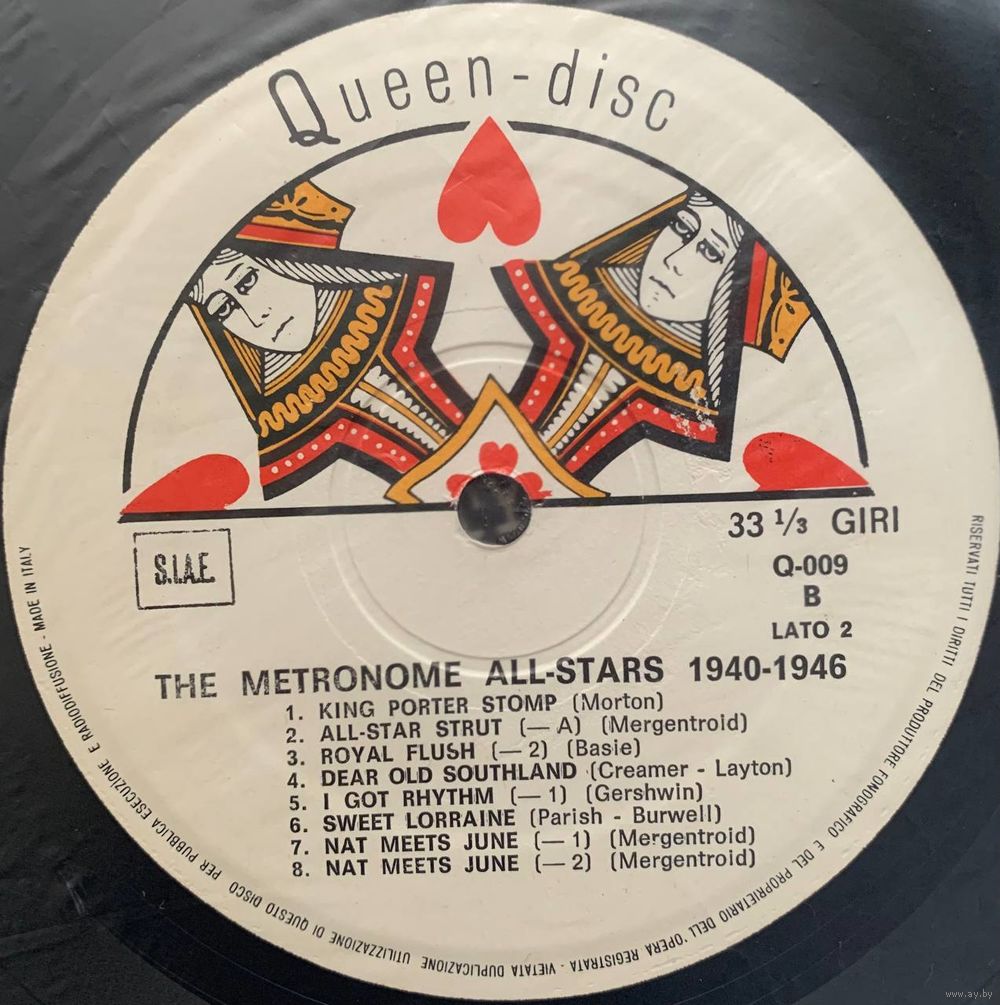 Queen-disc
S.I.A.E.
33 1/3 GIRI
Q-009
B
LATO 2
THE METRONOME ALL-STARS 1940-1946
1. KING PORTER STOMP (Morton)
2. ALL-STAR STRUT (— A) (Mergentroid)
3. ROYAL FLUSH (— 2) (Basie)
4. DEAR OLD SOUTHLAND (Creamer - Layton)
5. I GOT RHYTHM (— 1) (Gershwin)
6. SWEET LORRAINE (Parish - Burwell)
7. NAT MEETS JUNE (— 1) (Mergentroid)
8. NAT MEETS JUNE (— 2) (Mergentroid)
RISERVATI TUTTI I DIRITTI DEL PRODUTTORE FONOGRAFICO E DEL PROPRIETARIO DELL'OPERA REGISTRATA - VIETATA DUPLICAZIONE UTILIZZAZIONE DI QUESTO DISCO PER PUBBLICA ESECUZIONE E RADIODIFFUSIONE - MADE IN ITALY
www.ay.by